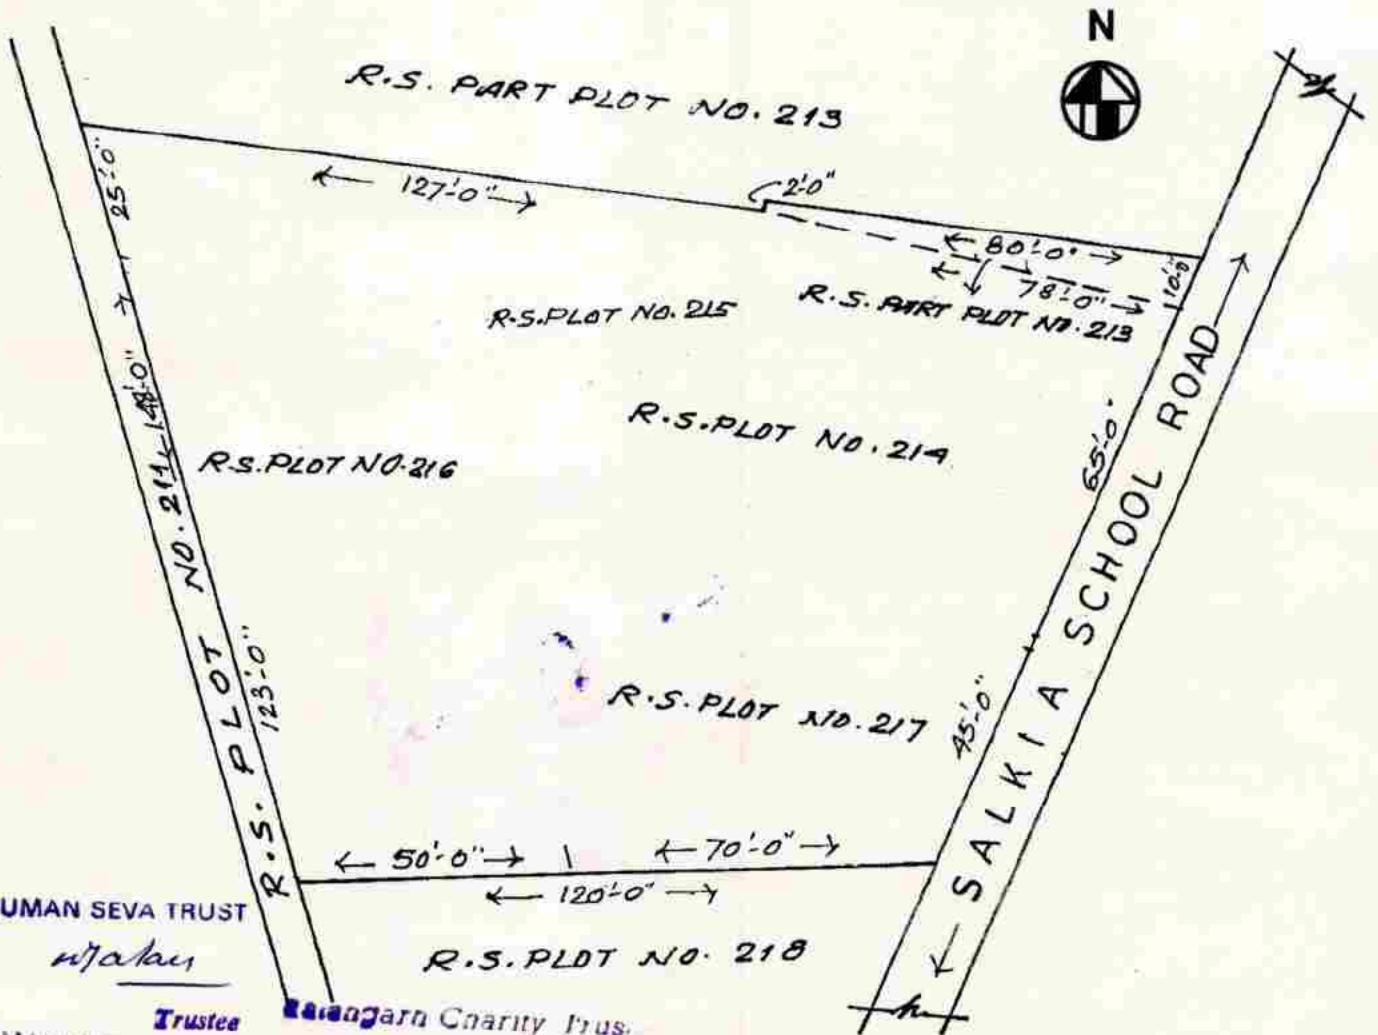 N
R.S. PART PLOT NO. 213
25'-0"
127'-0"
2'-0"
80'-0"
78'-0"
10'-0"
R.S. PART PLOT NO. 213
R.S. PLOT NO. 215
R.S. PLOT NO. 214
R.S. PLOT NO. 216
65'-0"
SALKIA SCHOOL ROAD
R.S. PLOT NO. 211
123'-0"
R.S. PLOT NO. 217
45'-0"
50'-0"
70'-0"
120'-0"
R.S. PLOT NO. 218
UMAN SEVA TRUST
Trustee
Charity Trus